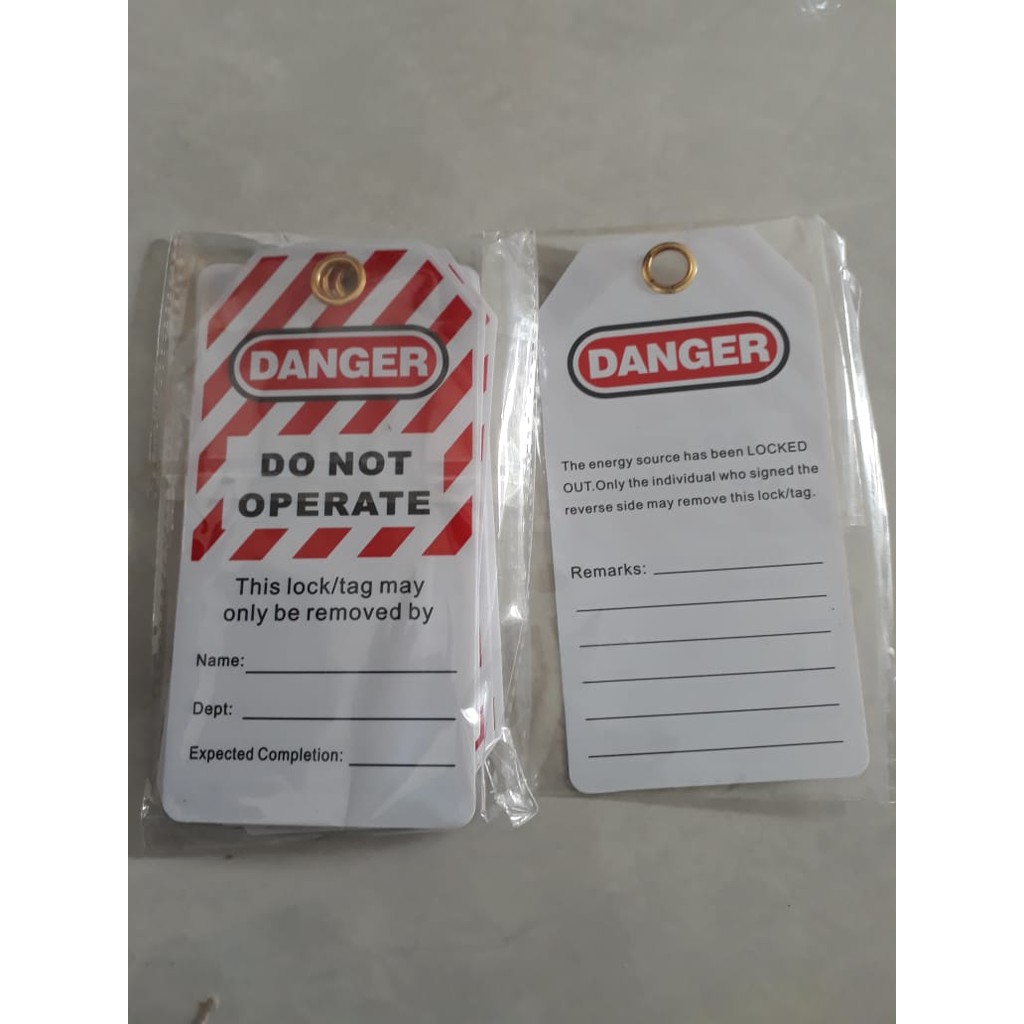 DANGER
DO NOT
OPERATE
This lock/tag may
only be removed by
Name:
Dept:
Expected Completion:
DANGER
The energy source has been LOCKED
OUT.Only the individual who signed the
reverse side may remove this lock/tag.
Remarks: